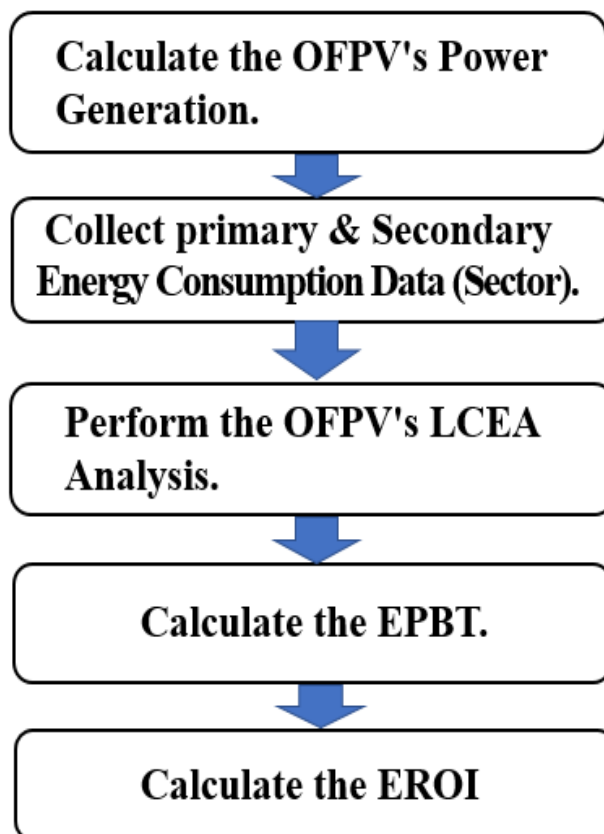 Calculate the OFPV's Power
Generation.
Collect primary & Secondary
Energy Consumption Data (Sector).
Perform the OFPV's LCEA
Analysis.
Calculate the EPBT.
Calculate the EROI